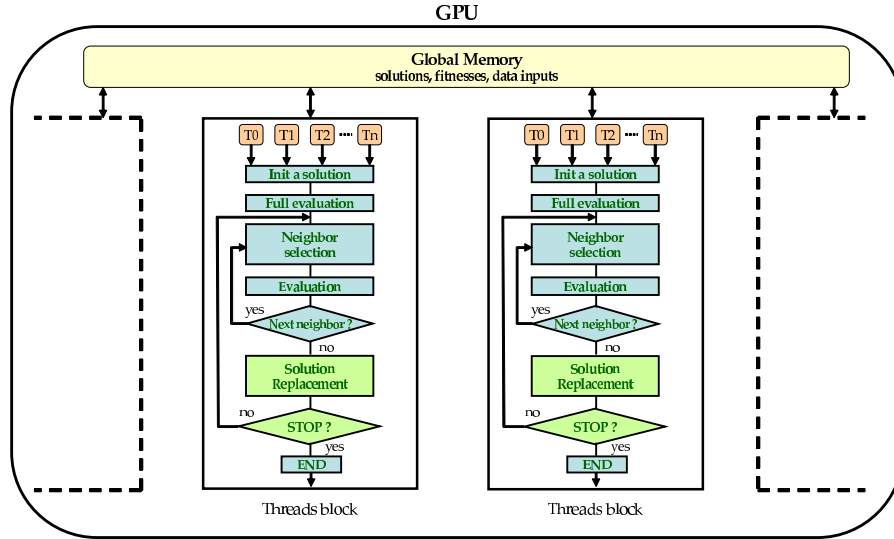 GPU
Global Memory
solutions, fitnesses, data inputs
T0 T1 T2 ···· Tn
Init a solution
Full evaluation
Neighbor
selection
Evaluation
yes
Next neighbor ?
no
Solution
Replacement
no
STOP ?
yes
END
Threads block
T0 T1 T2 ···· Tn
Init a solution
Full evaluation
Neighbor
selection
Evaluation
yes
Next neighbor ?
no
Solution
Replacement
no
STOP ?
yes
END
Threads block